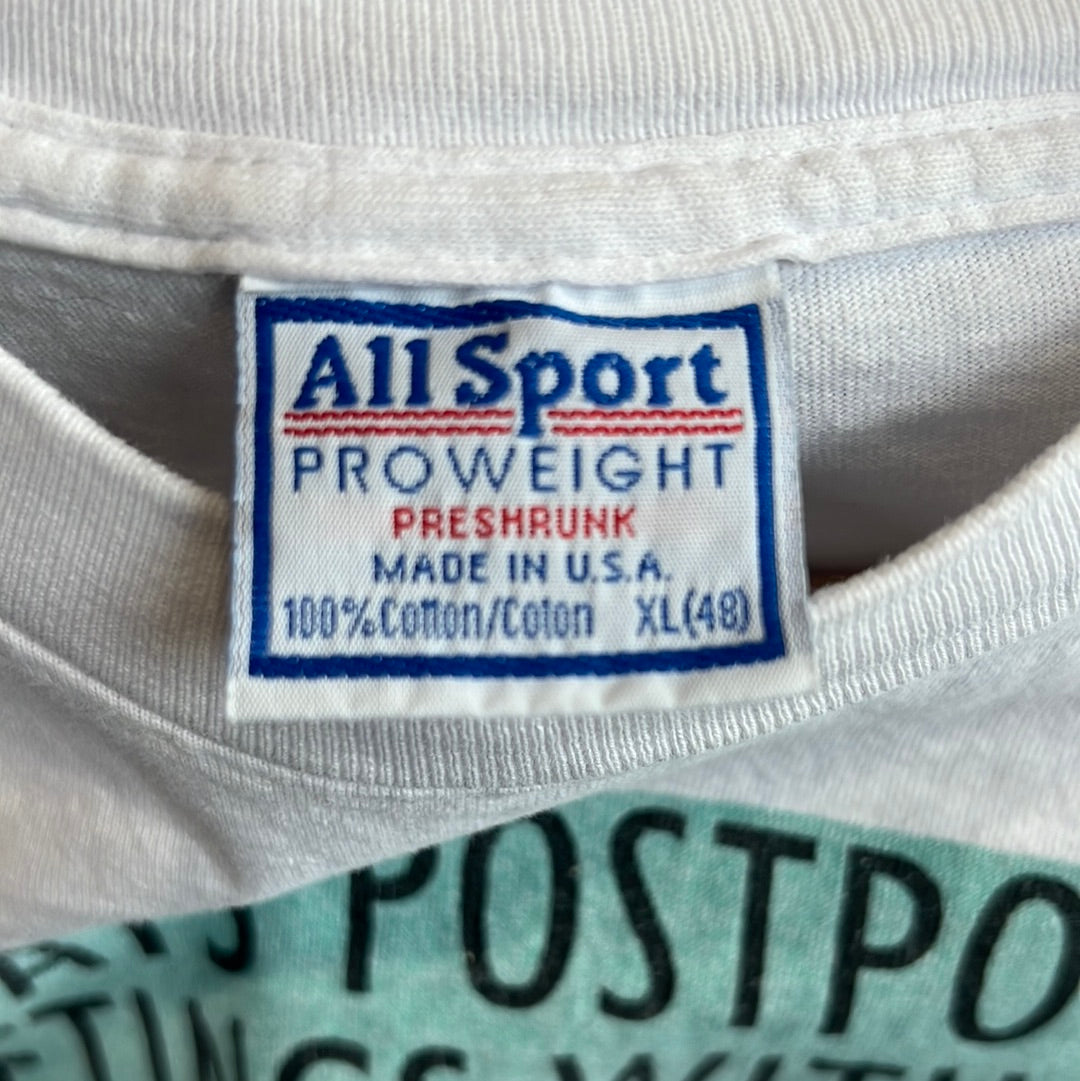 All Sport
PROWEIGHT
PRESHRUNK
MADE IN U.S.A.
100% Cotton/Coton XL(48)
POSTPO